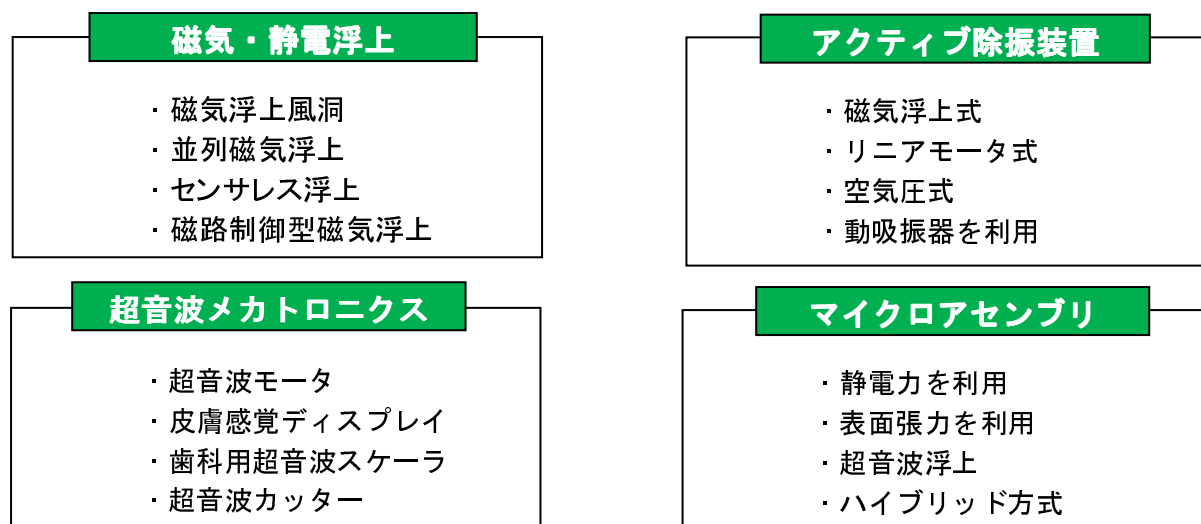 磁気・静電浮上
・磁気浮上風洞
・並列磁気浮上
・センサレス浮上
・磁路制御型磁気浮上
アクティブ除振装置
・磁気浮上式
・リニアモータ式
・空気圧式
・動吸振器を利用
超音波メカトロニクス
・超音波モータ
・皮膚感覚ディスプレイ
・歯科用超音波スケーラ
・超音波カッター
マイクロアセンブリ
・静電力を利用
・表面張力を利用
・超音波浮上
・ハイブリッド方式